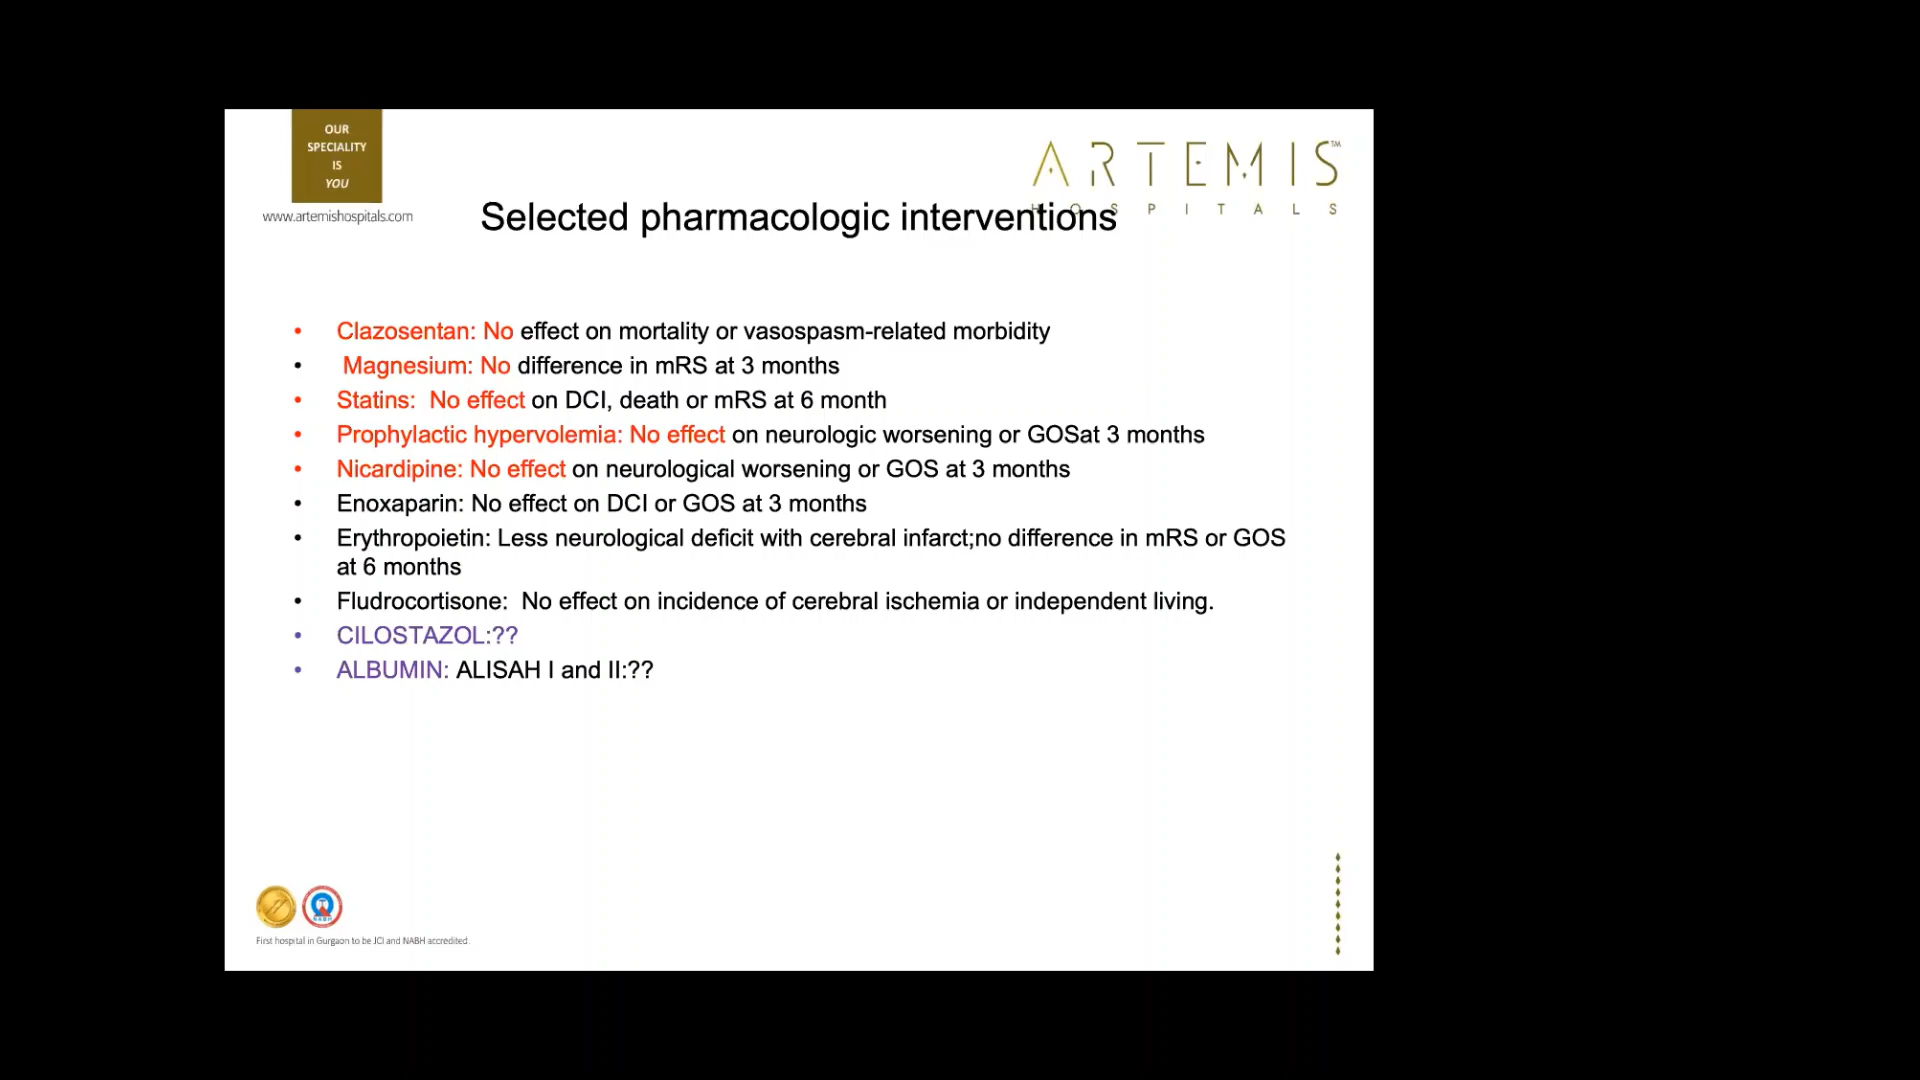 OUR
SPECIALITY
IS
YOU
www.artemishospitals.com
ARTEMIS™
HOSPITALS
Selected pharmacologic interventions
• Clazosentan: No effect on mortality or vasospasm-related morbidity
• Magnesium: No difference in mRS at 3 months
• Statins: No effect on DCI, death or mRS at 6 month
• Prophylactic hypervolemia: No effect on neurologic worsening or GOSat 3 months
• Nicardipine: No effect on neurological worsening or GOS at 3 months
• Enoxaparin: No effect on DCI or GOS at 3 months
• Erythropoietin: Less neurological deficit with cerebral infarct;no difference in mRS or GOS
at 6 months
• Fludrocortisone: No effect on incidence of cerebral ischemia or independent living.
• CILOSTAZOL:??
• ALBUMIN: ALISAH I and II:??
First hospital in Gurgaon to be JCI and NABH accredited.